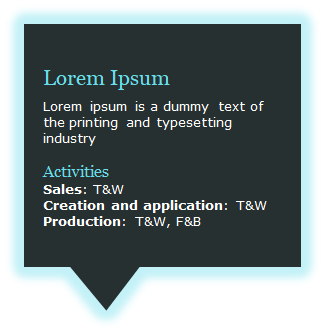 Lorem Ipsum
Lorem ipsum is a dummy text of
the printing and typesetting
industry
Activities
Sales: T&W
Creation and application: T&W
Production: T&W, F&B